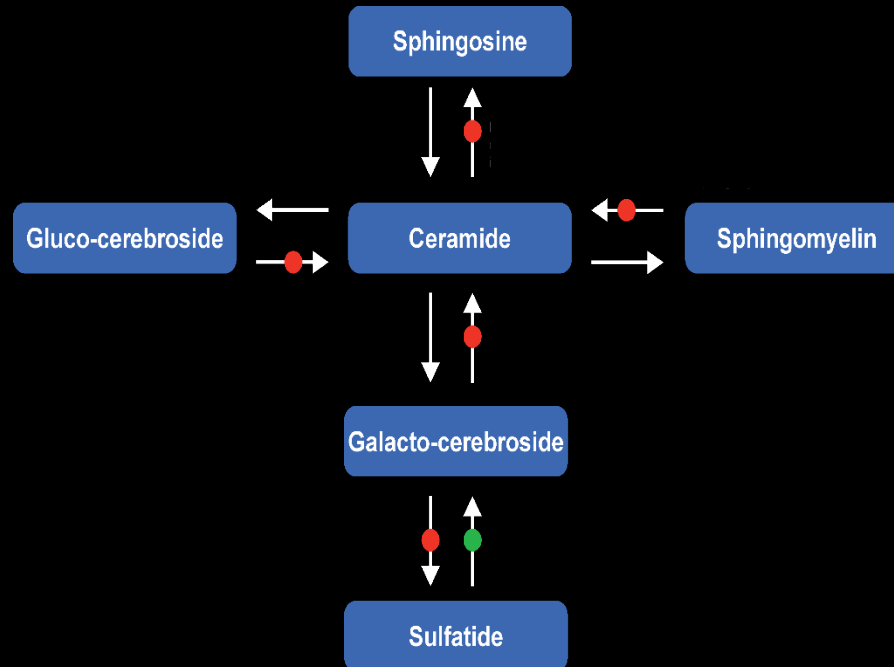 Sphingosine
Gluco-cerebroside
Ceramide
Sphingomyelin
Galacto-cerebroside
Sulfatide